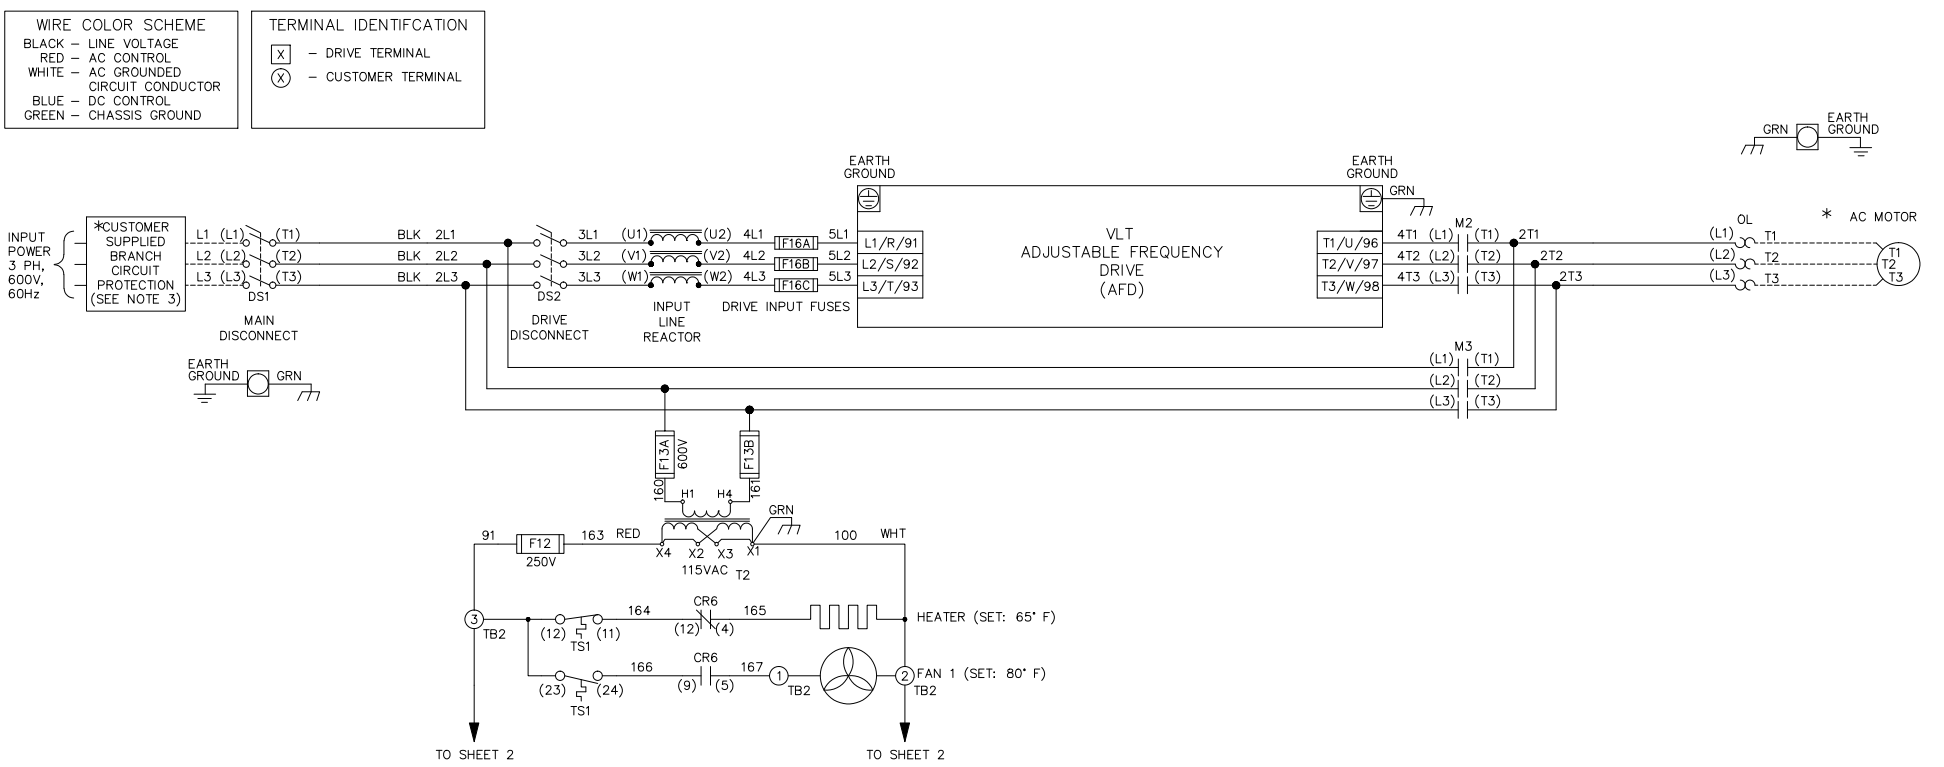 WIRE COLOR SCHEME
BLACK – LINE VOLTAGE
RED – AC CONTROL
WHITE – AC GROUNDED
CIRCUIT CONDUCTOR
BLUE – DC CONTROL
GREEN – CHASSIS GROUND
TERMINAL IDENTIFCATION
X – DRIVE TERMINAL
X – CUSTOMER TERMINAL
INPUT
POWER
3 PH,
600V,
60Hz
*CUSTOMER
SUPPLIED
BRANCH
CIRCUIT
PROTECTION
(SEE NOTE 3)
L1 (L1) (T1) BLK 2L1 3L1 (U1) (U2) 4L1 F16A 5L1 L1/R/91
L2 (L2) (T2) BLK 2L2 3L2 (V1) (V2) 4L2 F16B 5L2 L2/S/92
L3 (L3) (T3) BLK 2L3 3L3 (W1) (W2) 4L3 F16C 5L3 L3/T/93
DS1
MAIN
DISCONNECT
DS2
DRIVE
DISCONNECT
INPUT
LINE
REACTOR
DRIVE INPUT FUSES
EARTH
GROUND
GRN
EARTH
GROUND
VLT
ADJUSTABLE FREQUENCY
DRIVE
(AFD)
EARTH
GROUND
GRN
M2
T1/U/96 4T1 (L1) (T1) 2T1
T2/V/97 4T2 (L2) (T2) 2T2
T3/W/98 4T3 (L3) (T3) 2T3
GRN
EARTH
GROUND
OL
* AC MOTOR
(L1) T1
(L2) T2
(L3) T3
T1
T2
T3
M3
(L1) (T1)
(L2) (T2)
(L3) (T3)
F13A
600V
F13B
160
161
H1 H4
GRN
91 F12 163 RED
250V
X4 X2 X3 X1
115VAC T2
100 WHT
3
TB2
164 CR6 165
(12) (11) (12) (4)
TS1
HEATER (SET: 65° F)
166 CR6 167 1
(23) (24) (9) (5) TB2
TS1
2
TB2
FAN 1 (SET: 80° F)
TO SHEET 2
TO SHEET 2